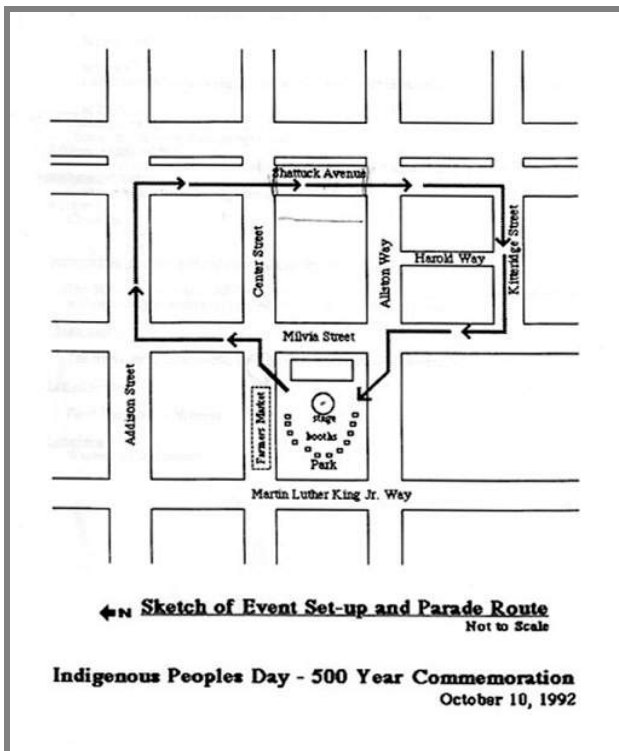 Shattuck Avenue
Center Street
Allston Way
Harold Way
Kitteridge Street
Milvia Street
Addison Street
Farmers Market
stage
booths
Park
Martin Luther King Jr. Way
N Sketch of Event Set-up and Parade Route
Not to Scale
Indigenous Peoples Day - 500 Year Commemoration
October 10, 1992